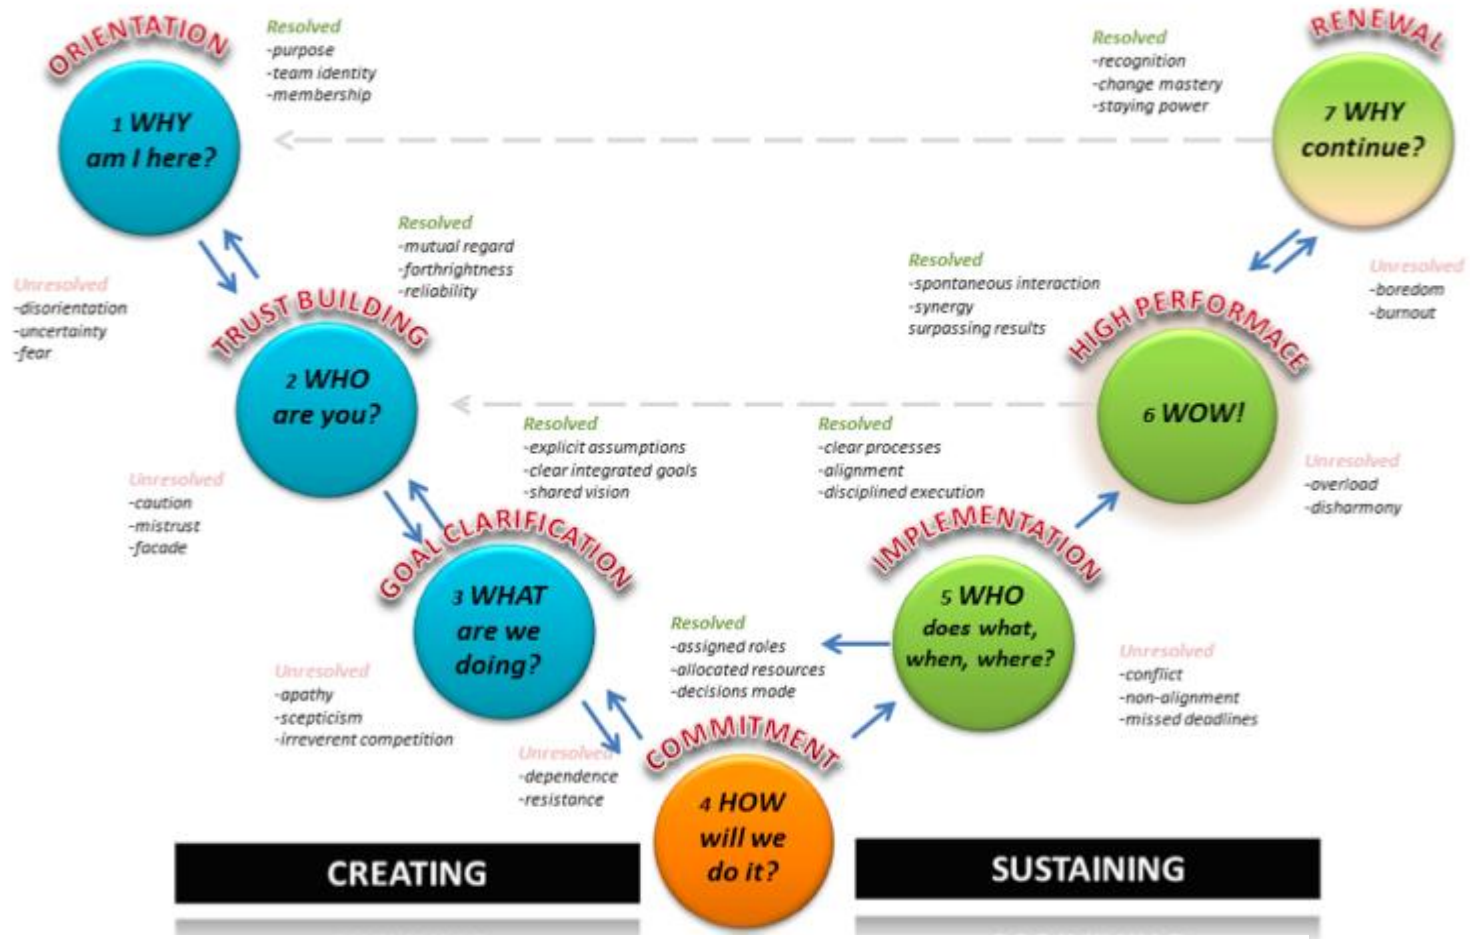 ORIENTATION
1 WHY
am I here?
Resolved
-purpose
-team identity
-membership
Unresolved
-disorientation
-uncertainty
-fear
TRUST BUILDING
2 WHO
are you?
Resolved
-mutual regard
-forthrightness
-reliability
Unresolved
-caution
-mistrust
-facade
GOAL CLARIFICATION
3 WHAT
are we
doing?
Resolved
-explicit assumptions
-clear integrated goals
-shared vision
Unresolved
-apathy
-scepticism
-irreverent competition
COMMITMENT
4 HOW
will we
do it?
Resolved
-assigned roles
-allocated resources
-decisions made
Unresolved
-dependence
-resistance
IMPLEMENTATION
5 WHO
does what,
when, where?
Resolved
-clear processes
-alignment
-disciplined execution
Unresolved
-conflict
-non-alignment
-missed deadlines
HIGH PERFORMACE
6 WOW!
Resolved
-spontaneous interaction
-synergy
surpassing results
Unresolved
-overload
-disharmony
RENEWAL
7 WHY
continue?
Resolved
-recognition
-change mastery
-staying power
Unresolved
-boredom
-burnout
CREATING
SUSTAINING